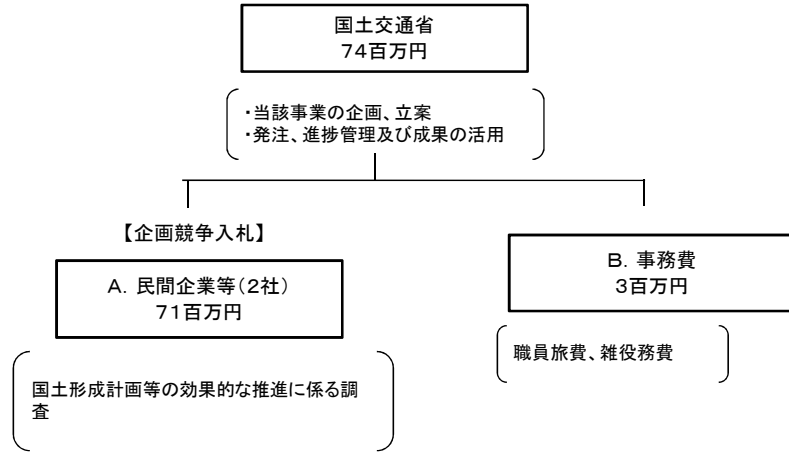 国土交通省
74百万円
・当該事業の企画、立案
・発注、進捗管理及び成果の活用
【企画競争入札】
A．民間企業等（2社）
71百万円
国土形成計画等の効果的な推進に係る調
査
B．事務費
3百万円
職員旅費、雑役務費